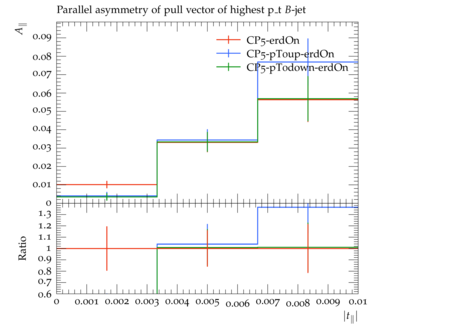 Parallel asymmetry of pull vector of highest p_t B-jet
A∥
CP5-erdOn
CP5-pToup-erdOn
CP5-pTodown-erdOn
0.09
0.08
0.07
0.06
0.05
0.04
0.03
0.02
0.01
0
Ratio
1.3
1.2
1.1
1
0.9
0.8
0.7
0.6
0 0.001 0.002 0.003 0.004 0.005 0.006 0.007 0.008 0.009 0.01
|t∥|